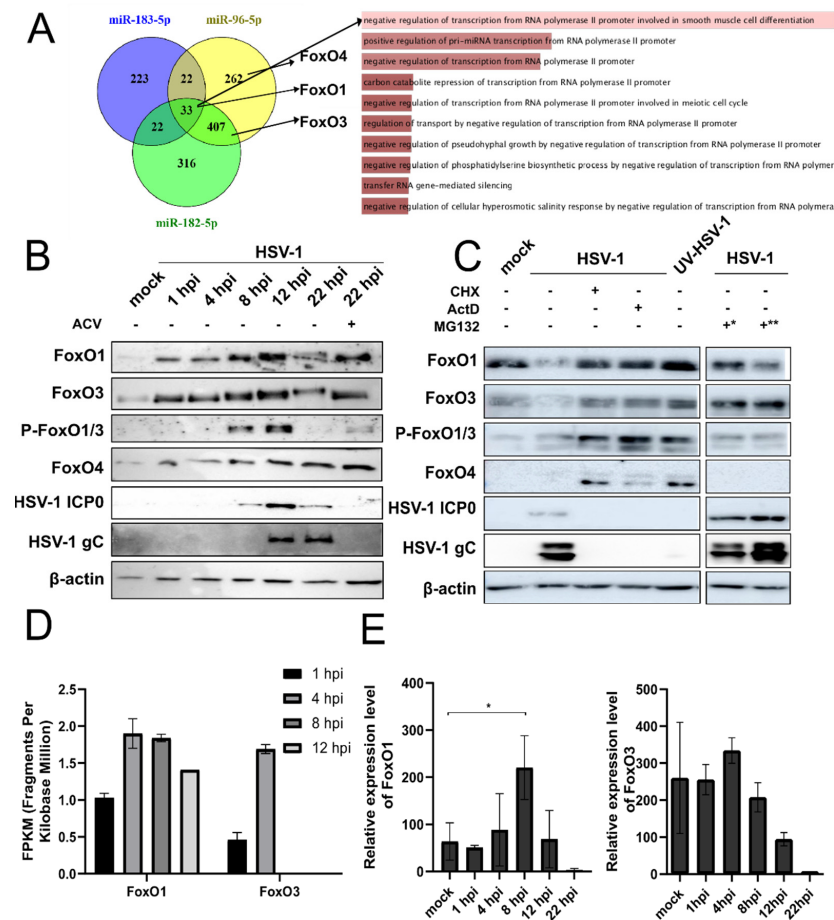 A
miR-183-5p
miR-96-5p
223
22
262
33
22
407
316
miR-182-5p
FoxO4
FoxO1
FoxO3
negative regulation of transcription from RNA polymerase II promoter involved in smooth muscle cell differentiation
positive regulation of pri-miRNA transcription from RNA polymerase II promoter
negative regulation of transcription from RNA polymerase II promoter
carbon catabolite repression of transcription from RNA polymerase II promoter
negative regulation of transcription from RNA polymerase II promoter involved in meiotic cell cycle
regulation of transport by negative regulation of transcription from RNA polymerase II promoter
negative regulation of pseudohyphal growth by negative regulation of transcription from RNA polymerase II promoter
negative regulation of phosphatidylserine biosynthetic process by negative regulation of transcription from RNA polymer
transfer RNA gene-mediated silencing
negative regulation of cellular hyperosmotic salinity response by negative regulation of transcription from RNA polymera
B
HSV-1
mock 1 hpi 4 hpi 8 hpi 12 hpi 22 hpi 22 hpi
ACV - - - - - - +
FoxO1
FoxO3
P-FoxO1/3
FoxO4
HSV-1 ICP0
HSV-1 gC
β-actin
C
mock HSV-1 UV-HSV-1 HSV-1
CHX - - + - - - -
ActD - - - + - - -
MG132 - - - - - +* +**
FoxO1
FoxO3
P-FoxO1/3
FoxO4
HSV-1 ICP0
HSV-1 gC
β-actin
D
FPKM (Fragments Per
Kilobase Million)
2.5
2.0
1.5
1.0
0.5
0.0
FoxO1 FoxO3
1 hpi
4 hpi
8 hpi
12 hpi
E
Relative expression level
of FoxO1
400
300
200
100
0
*
mock 1 hpi 4 hpi 8 hpi 12 hpi 22 hpi
Relative expression level
of FoxO3
500
400
300
200
100
0
mock 1hpi 4hpi 8hpi 12hpi 22hpi